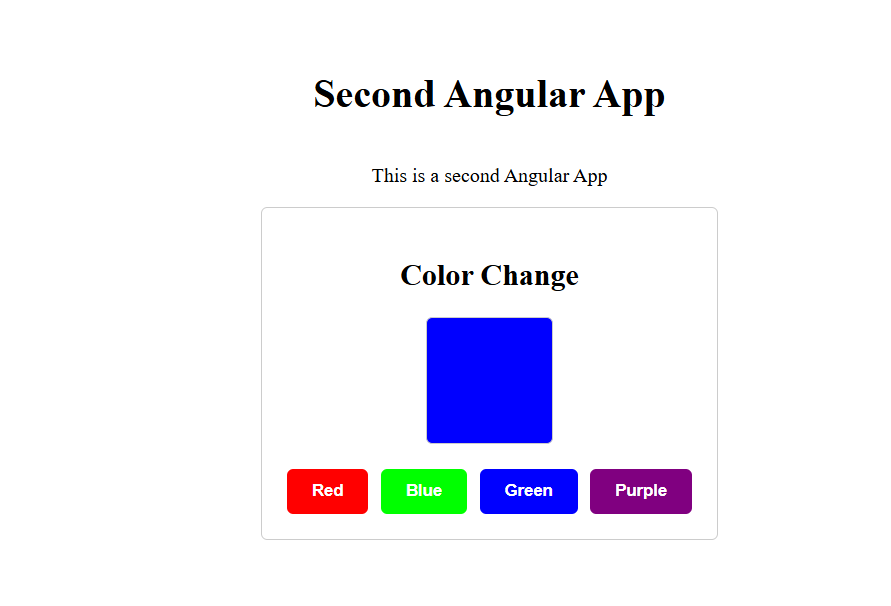 Second Angular App
This is a second Angular App
Color Change
Red Blue Green Purple